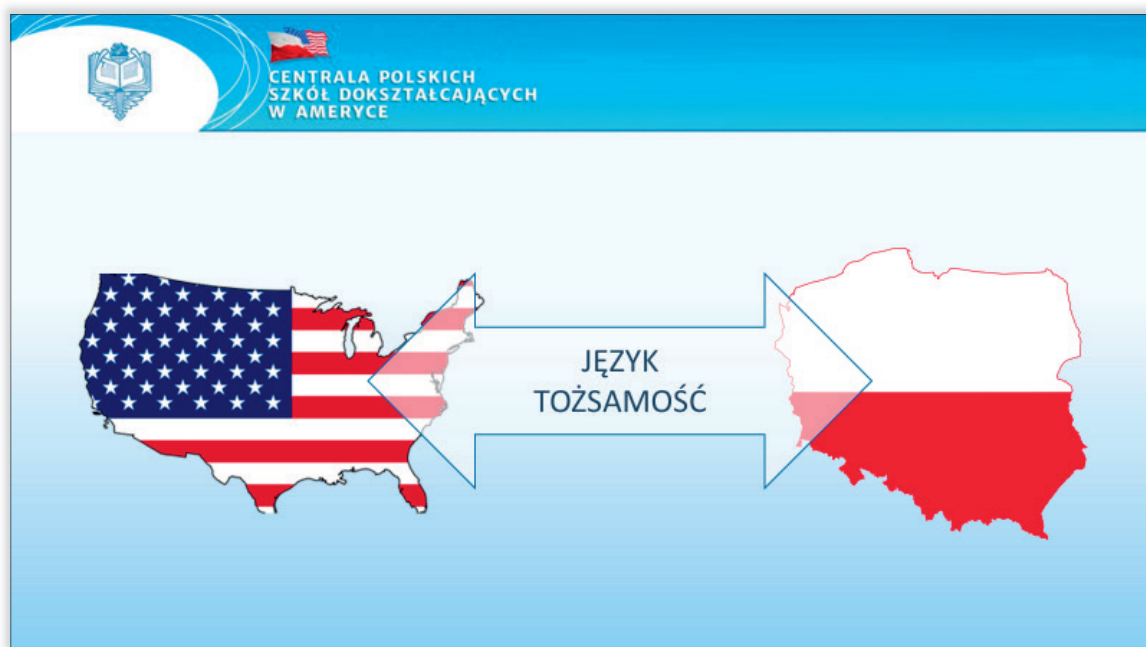 CENTRALA POLSKICH
SZKÓŁ DOKSZTAŁCAJĄCYCH
W AMERYCE
JĘZYK
TOŻSAMOŚĆ